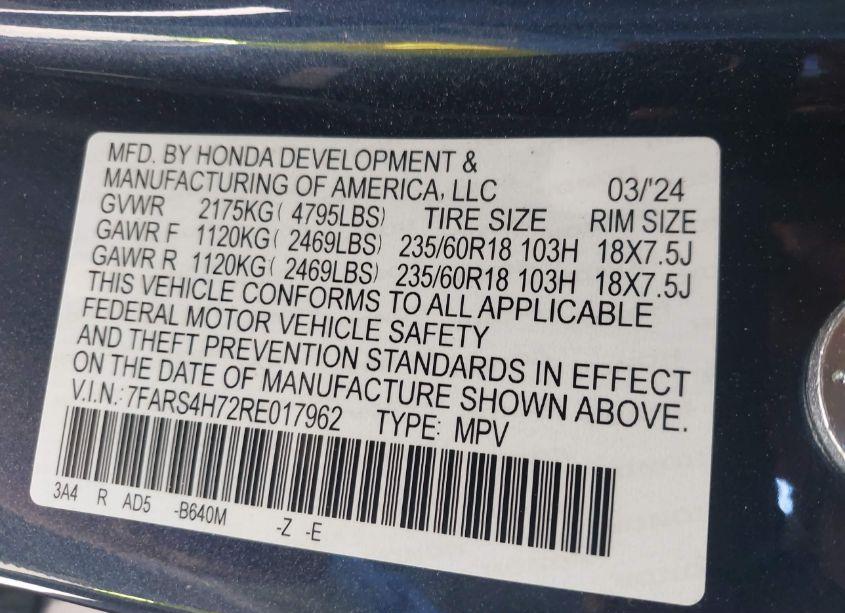 MFD. BY HONDA DEVELOPMENT &
MANUFACTURING OF AMERICA, LLC 03/'24
GVWR 2175KG( 4795LBS) TIRE SIZE RIM SIZE
GAWR F 1120KG( 2469LBS) 235/60R18 103H 18X7.5J
GAWR R 1120KG( 2469LBS) 235/60R18 103H 18X7.5J
THIS VEHICLE CONFORMS TO ALL APPLICABLE
FEDERAL MOTOR VEHICLE SAFETY
AND THEFT PREVENTION STANDARDS IN EFFECT
ON THE DATE OF MANUFACTURE SHOWN ABOVE.
V.I.N.: 7FARS4H72RE017962 TYPE: MPV
3A4 R AD5 -B640M -Z -E